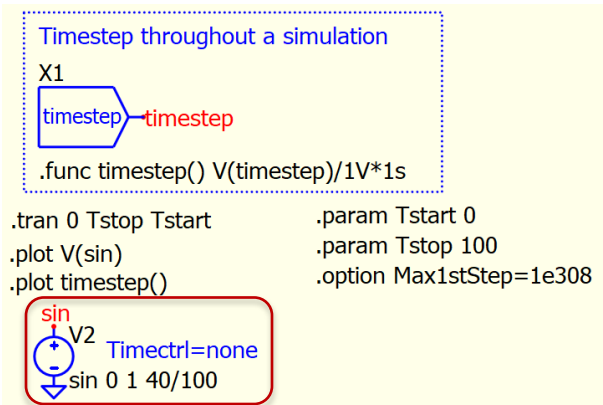 Timestep throughout a simulation
X1
timestep
timestep
.func timestep() V(timestep)/1V*1s
.tran 0 Tstop Tstart
.plot V(sin)
.plot timestep()
.param Tstart 0
.param Tstop 100
.option Max1stStep=1e308
sin
V2
Timectrl=none
sin 0 1 40/100